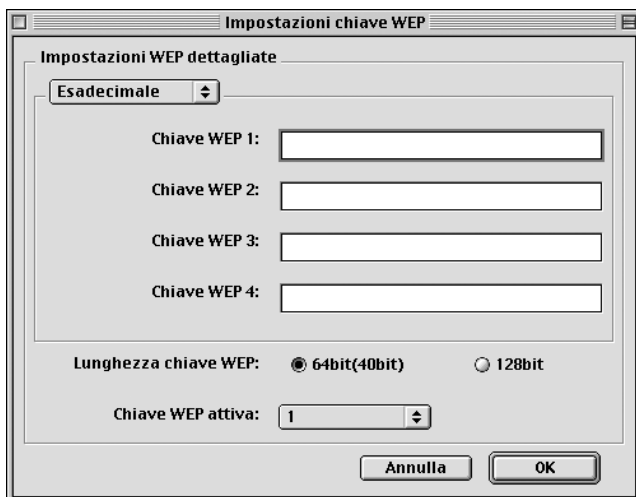 Impostazioni chiave WEP
Impostazioni WEP dettagliate
Esadecimale
Chiave WEP 1:
Chiave WEP 2:
Chiave WEP 3:
Chiave WEP 4:
Lunghezza chiave WEP: 64bit(40bit) 128bit
Chiave WEP attiva: 1
Annulla OK